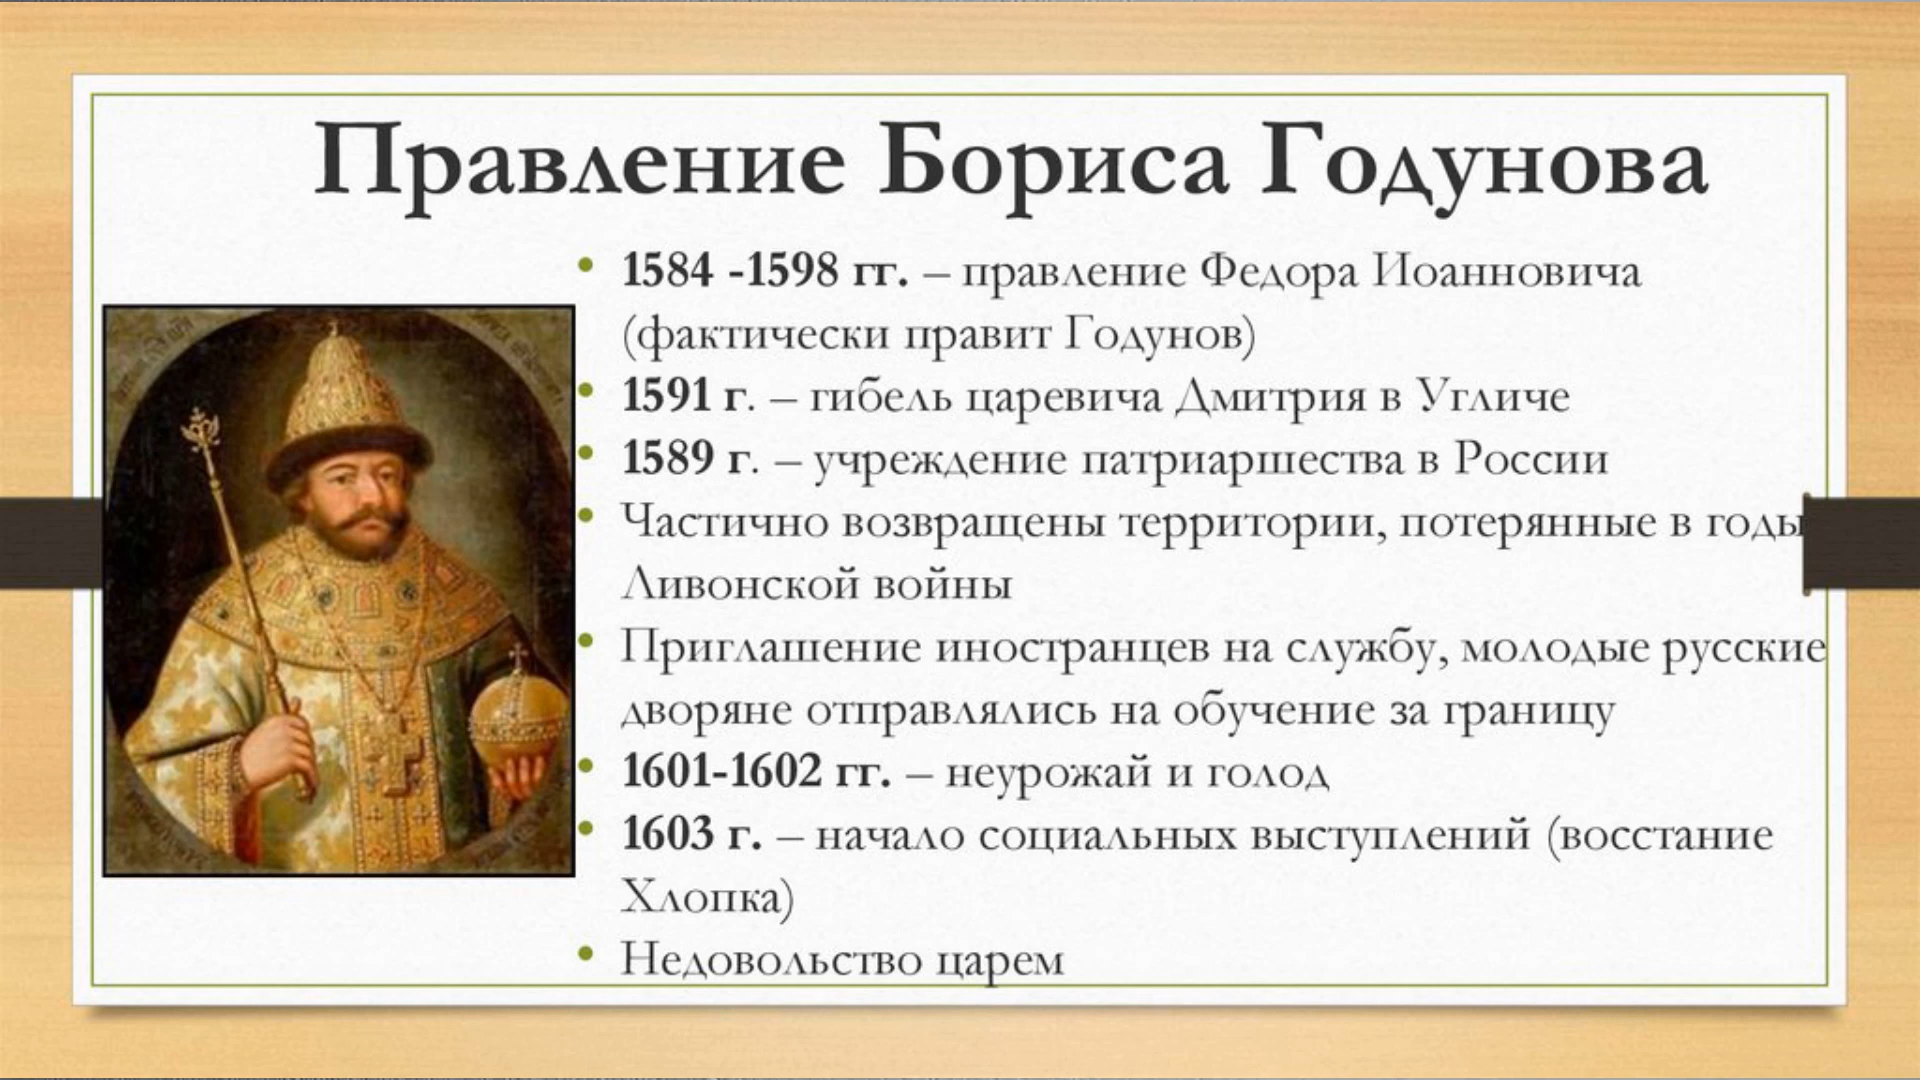 Правление Бориса Годунова
• 1584 -1598 гг. – правление Федора Иоанновича
(фактически правит Годунов)
• 1591 г. – гибель царевича Дмитрия в Угличе
• 1589 г. – учреждение патриаршества в России
• Частично возвращены территории, потерянные в годы
Ливонской войны
• Приглашение иностранцев на службу, молодые русские
дворяне отправлялись на обучение за границу
• 1601-1602 гг. – неурожай и голод
• 1603 г. – начало социальных выступлений (восстание
Хлопка)
• Недовольство царем